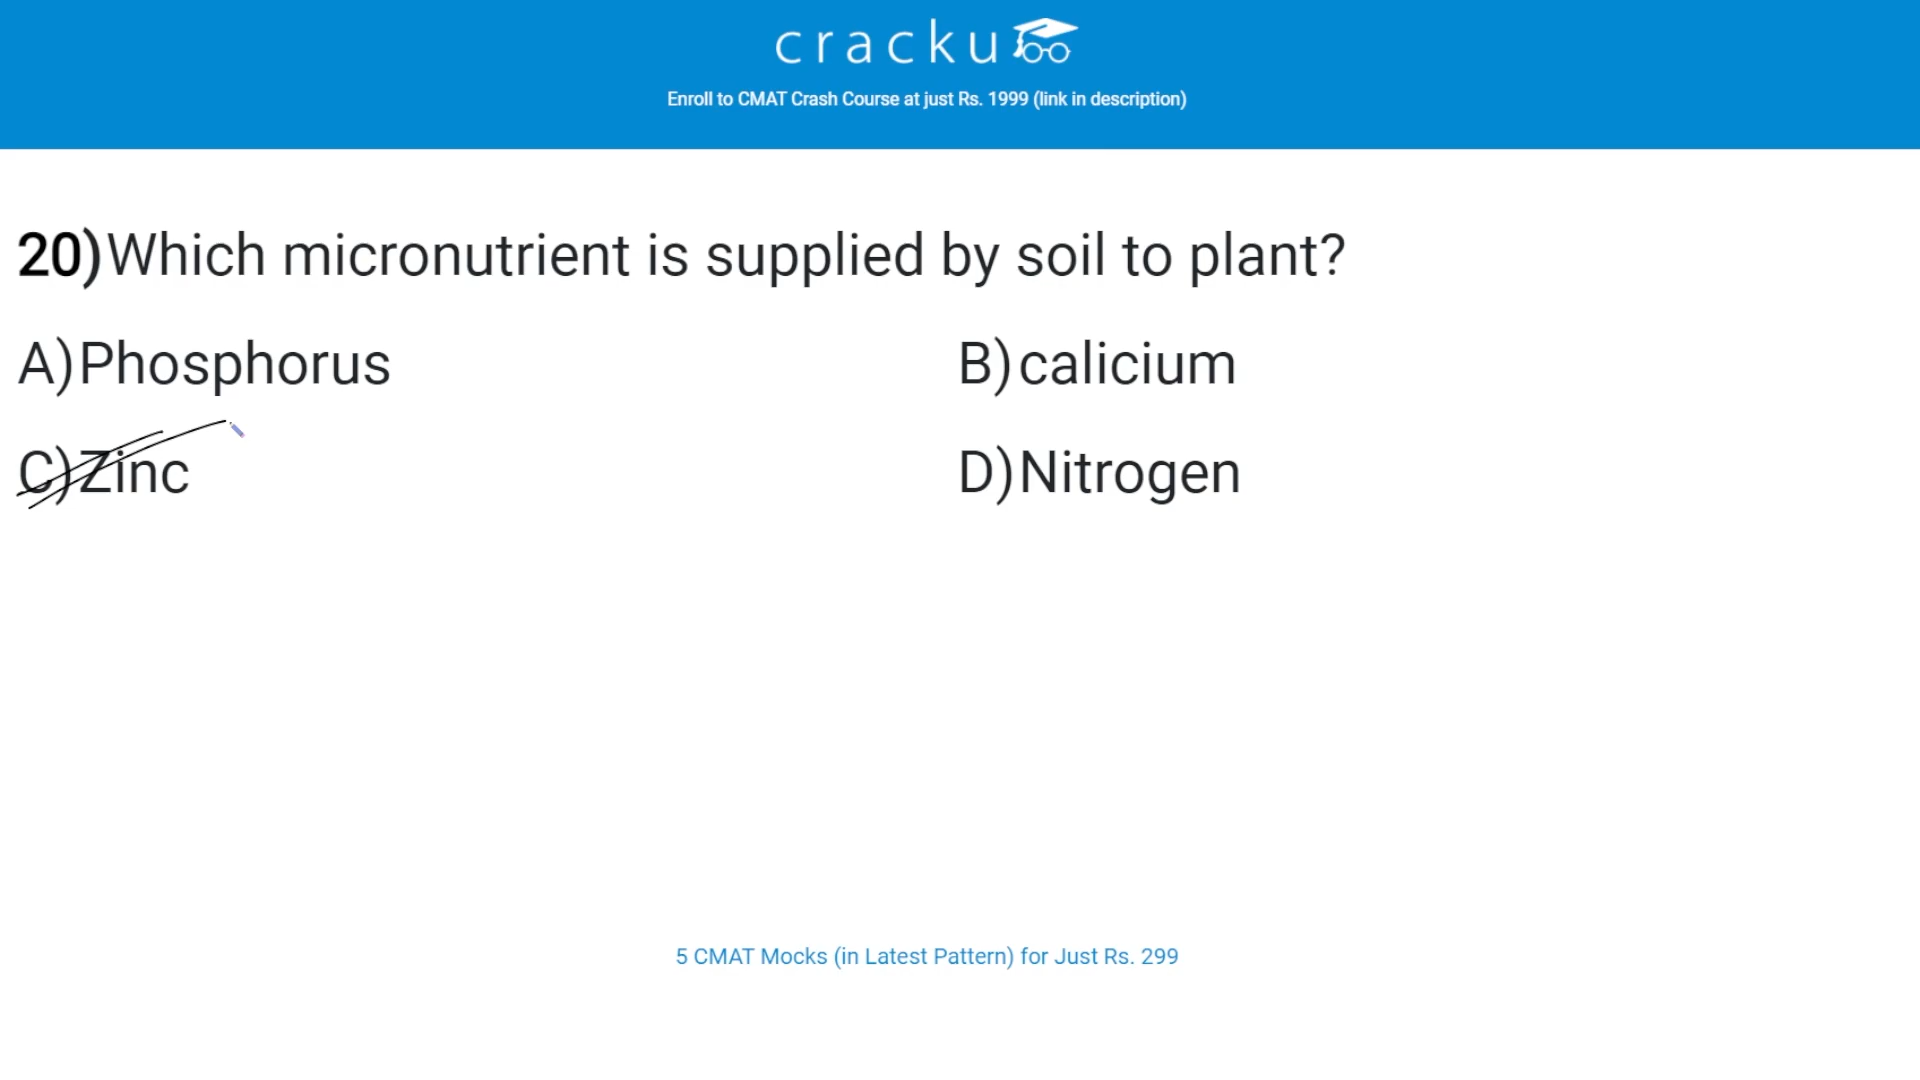 cracku
Enroll to CMAT Crash Course at just Rs. 1999 (link in description)
20)Which micronutrient is supplied by soil to plant?
A)Phosphorus
B)calicium
C)Zinc
D)Nitrogen
5 CMAT Mocks (in Latest Pattern) for Just Rs. 299